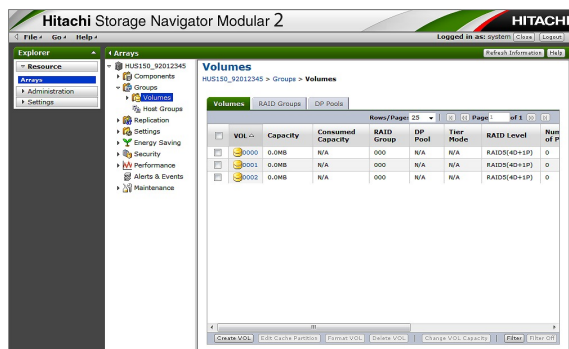 Hitachi Storage Navigator Modular 2
HITACHI
File Go Help
Logged in as: system Close Logout
Explorer
Arrays
Refresh Information Help
Resource
Arrays
Administration
Settings
HUS150_92012345
Components
Groups
Volumes
Host Groups
Replication
Settings
Energy Saving
Security
Performance
Alerts & Events
Maintenance
Volumes
HUS150_92012345 > Groups > Volumes
Volumes RAID Groups DP Pools
Rows/Page: 25 Page 1 of 1
VOL Capacity Consumed Capacity RAID Group DP Pool Tier Mode RAID Level Num of P
0000 0.0MB N/A 000 N/A N/A RAID5(4D+1P) 0
0001 0.0MB N/A 000 N/A N/A RAID5(4D+1P) 0
0002 0.0MB N/A 000 N/A N/A RAID5(4D+1P) 0
Create VOL Edit Cache Partition Format VOL Delete VOL Change VOL Capacity Filter Filter Off